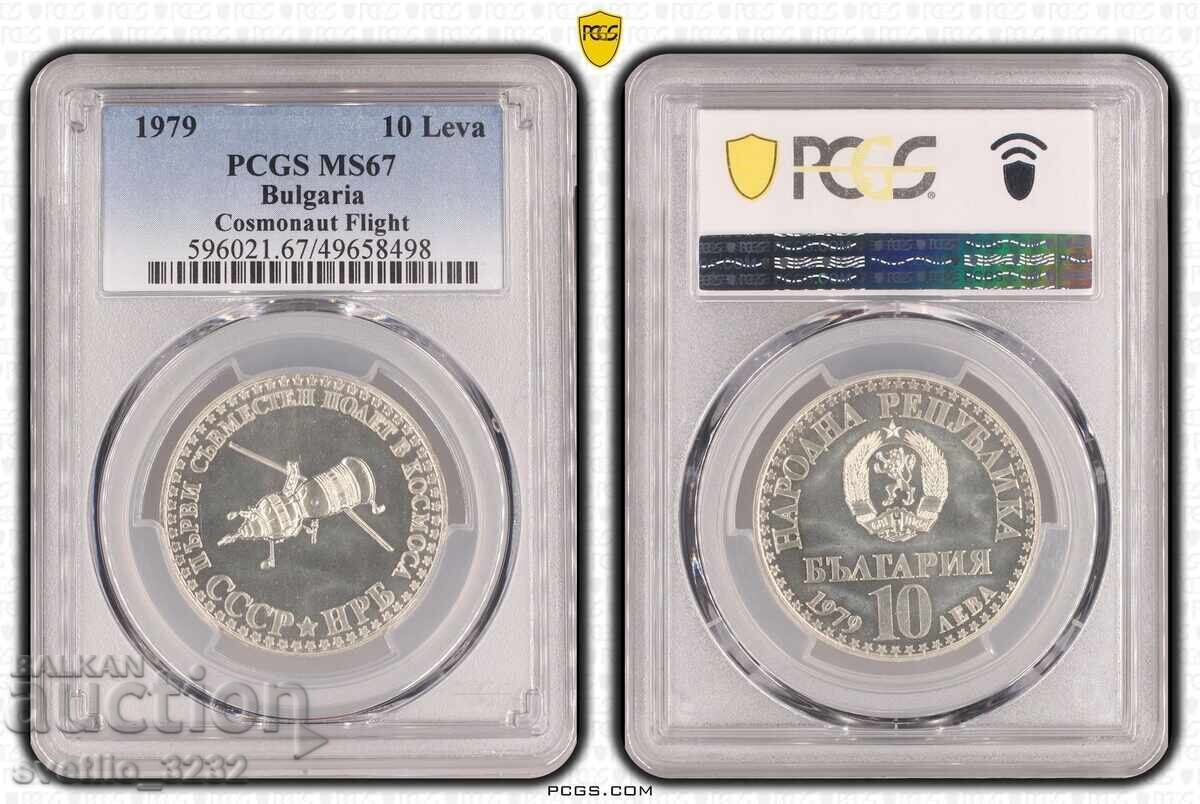 PCGS
1979 10 Leva
PCGS MS67
Bulgaria
Cosmonaut Flight
596021.67/49658498
ПЪРВИ СЪВМЕСТЕН ПОЛЕТ В КОСМОСА
СССР ★ НРБ
PCGS®
НАРОДНА РЕПУБЛИКА
БЪЛГАРИЯ
1979 10 ЛЕВА
BALKAN
auction
svetlio_3232
PCGS.COM